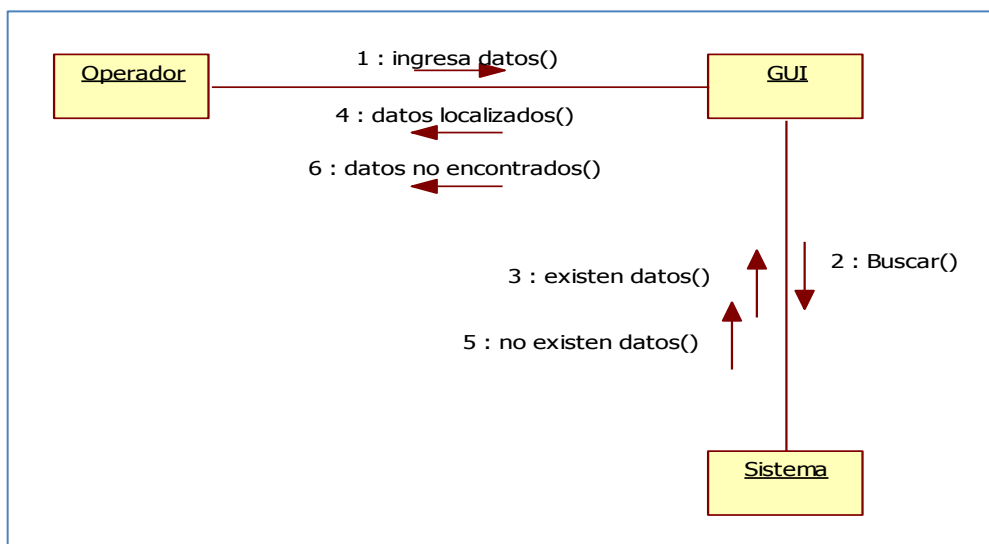 1 : ingresa datos()
Operador
GUI
4 : datos localizados()
6 : datos no encontrados()
2 : Buscar()
3 : existen datos()
5 : no existen datos()
Sistema